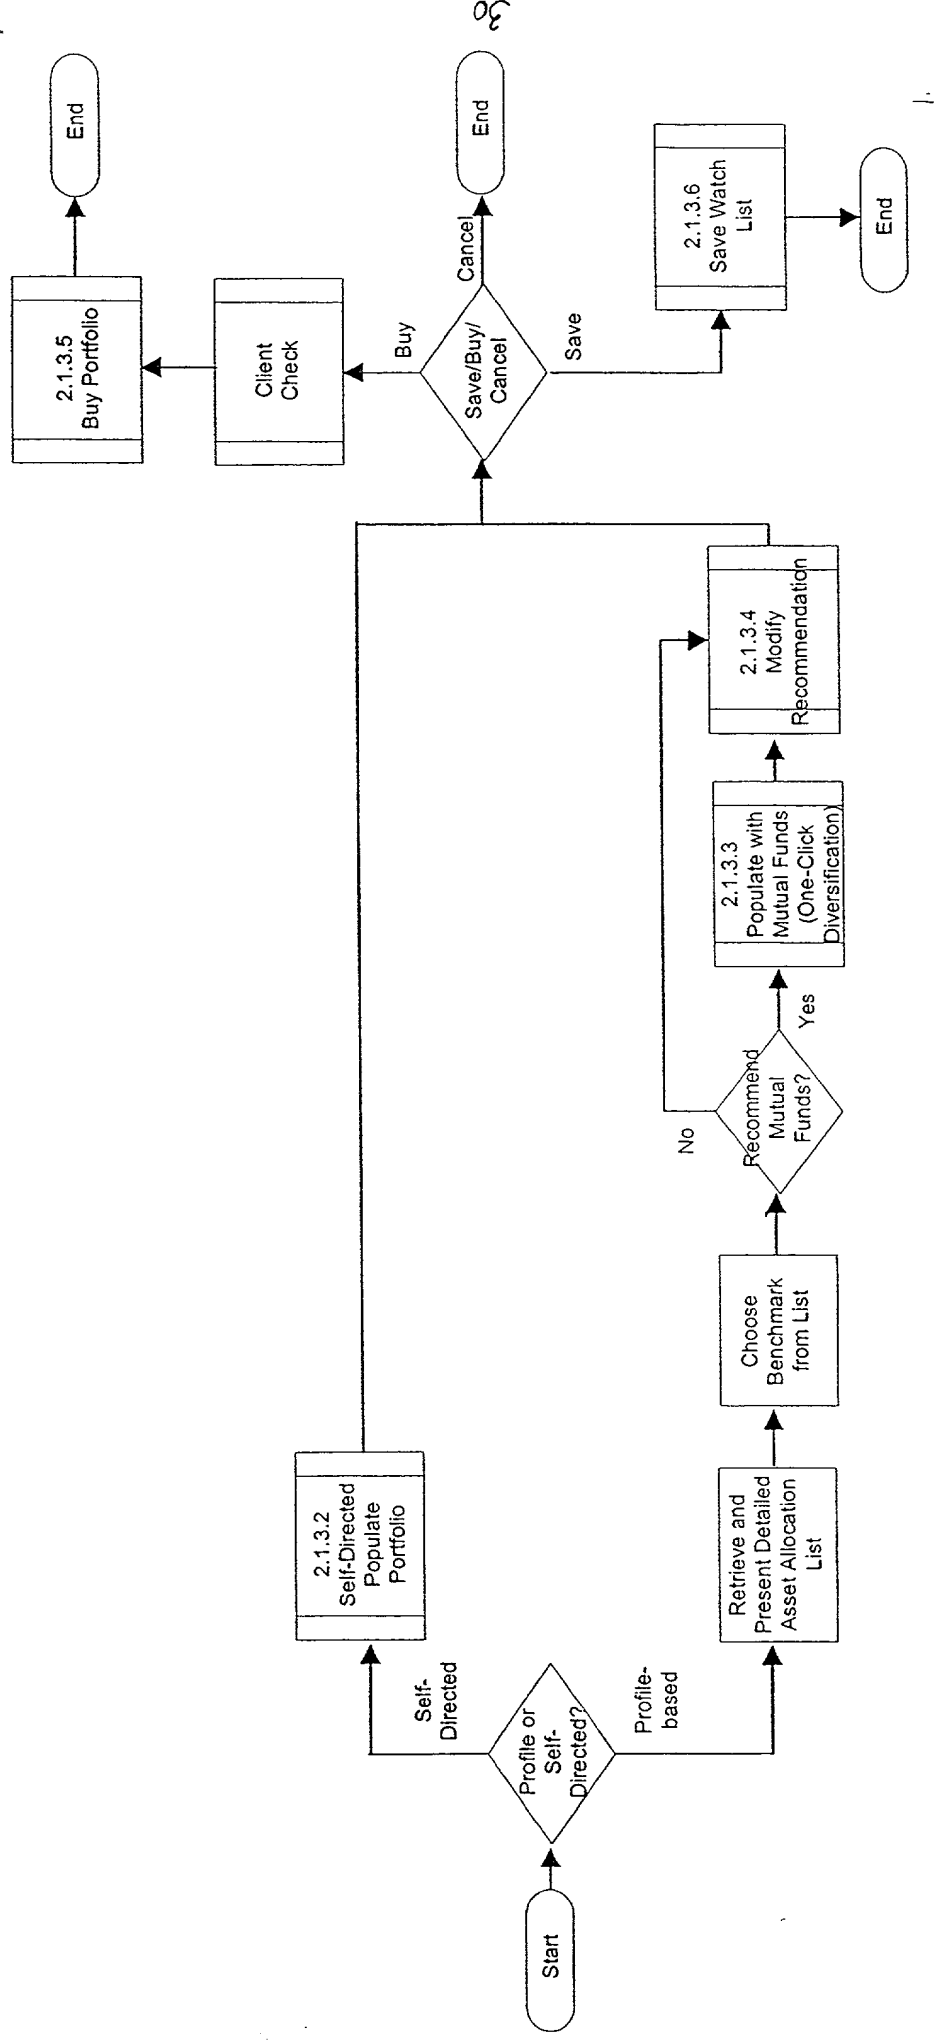 Start
Profile or
Self-
Directed?
Self-
Directed
Profile-
based
2.1.3.2
Self-Directed
Populate
Portfolio
Retrieve and
Present Detailed
Asset Allocation
List
Choose
Benchmark
from List
Recommend
Mutual
Funds?
No
Yes
2.1.3.3
Populate with
Mutual Funds
(One-Click
Diversification)
2.1.3.4
Modify
Recommendation
Save/Buy/
Cancel
Buy
Cancel
Save
Client
Check
2.1.3.5
Buy Portfolio
End
End
2.1.3.6
Save Watch
List
End
30